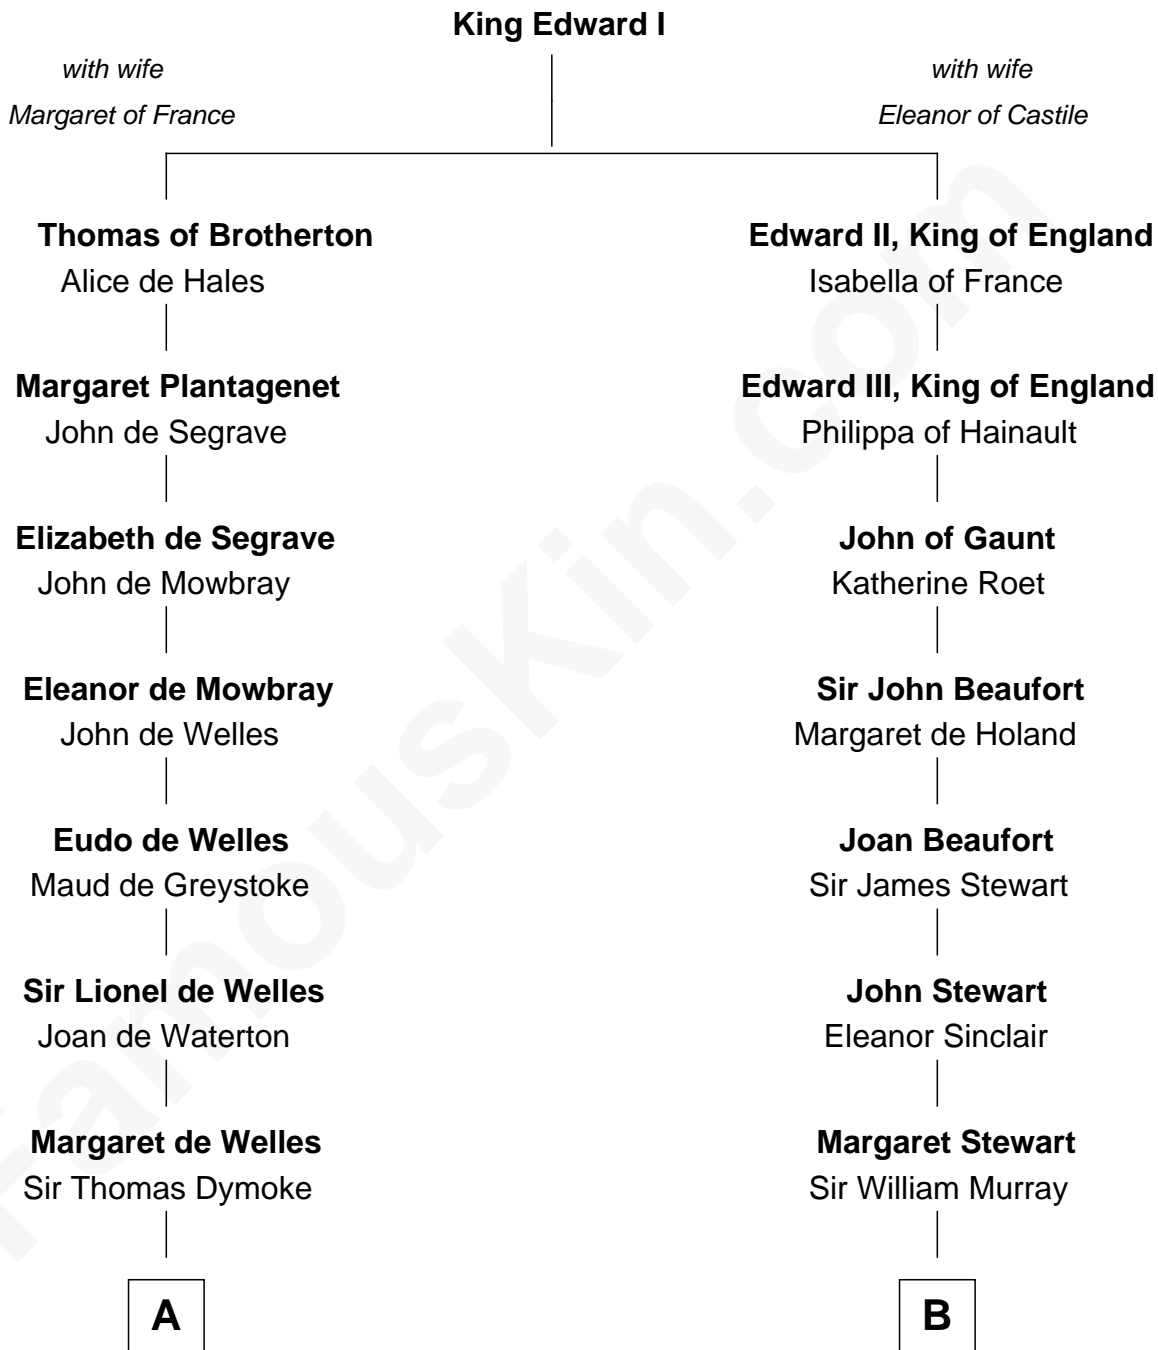 King Edward I
with wife
Margaret of France
with wife
Eleanor of Castile
Thomas of Brotherton
Alice de Hales
Edward II, King of England
Isabella of France
Margaret Plantagenet
John de Segrave
Edward III, King of England
Philippa of Hainault
Elizabeth de Segrave
John de Mowbray
John of Gaunt
Katherine Roet
Eleanor de Mowbray
John de Welles
Sir John Beaufort
Margaret de Holand
Eudo de Welles
Maud de Greystoke
Joan Beaufort
Sir James Stewart
Sir Lionel de Welles
Joan de Waterton
John Stewart
Eleanor Sinclair
Margaret de Welles
Sir Thomas Dymoke
Margaret Stewart
Sir William Murray
A
B
FamousKin.com